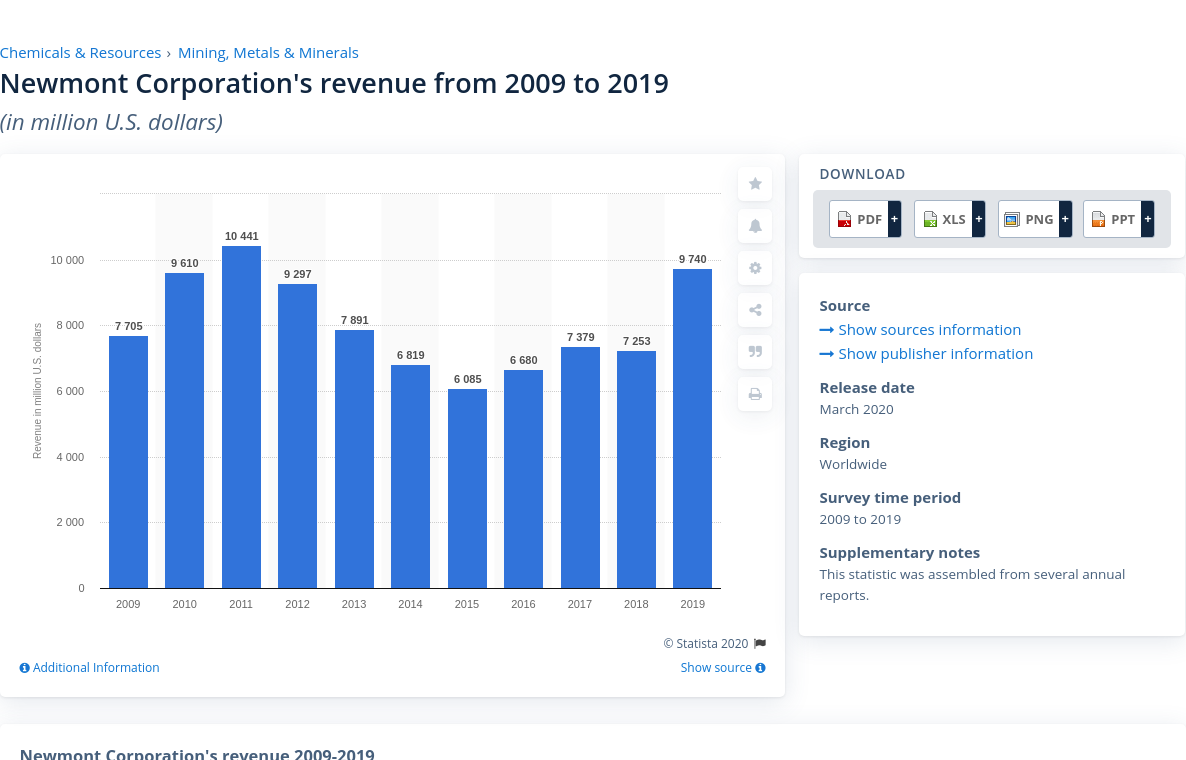 Chemicals & Resources › Mining, Metals & Minerals
Newmont Corporation's revenue from 2009 to 2019
(in million U.S. dollars)
Revenue in million U.S. dollars
10 000
8 000
6 000
4 000
2 000
0
7 705
9 610
10 441
9 297
7 891
6 819
6 085
6 680
7 379
7 253
9 740
2009 2010 2011 2012 2013 2014 2015 2016 2017 2018 2019
© Statista 2020
Additional Information
Show source
DOWNLOAD
PDF + XLS + PNG + PPT +
Source
Show sources information
Show publisher information
Release date
March 2020
Region
Worldwide
Survey time period
2009 to 2019
Supplementary notes
This statistic was assembled from several annual
reports.
Newmont Corporation's revenue 2009-2019